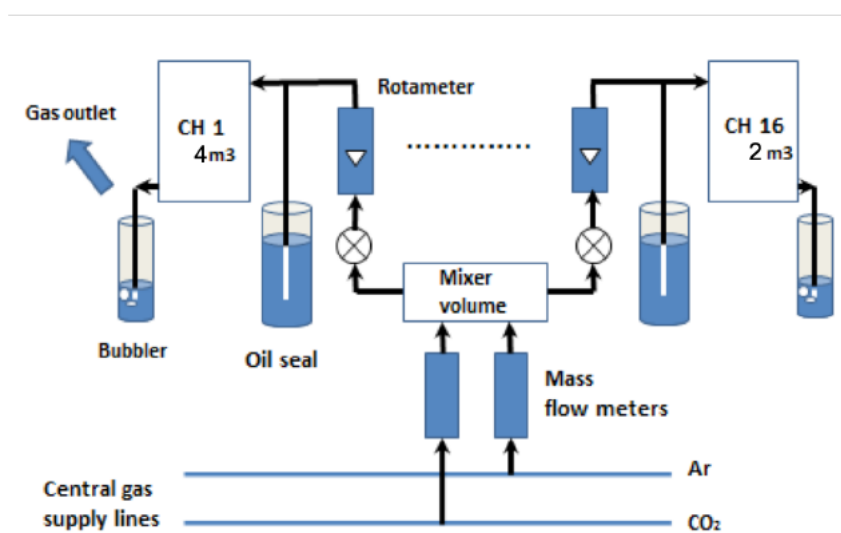 Rotameter
Gas outlet
CH 1
4m3
CH 16
2 m3
Mixer
volume
Bubbler
Oil seal
Mass
flow meters
Ar
Central gas
supply lines
CO₂